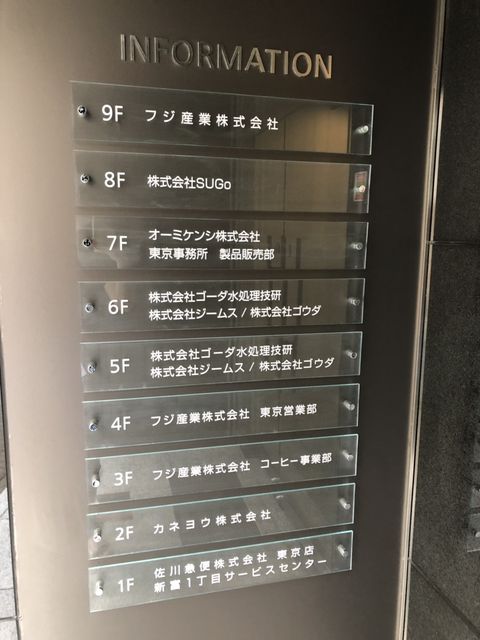 INFORMATION
9F フジ産業株式会社
8F 株式会社SUGo
7F オーミケンシ株式会社
東京事務所 製品販売部
6F 株式会社ゴーダ水処理技研
株式会社ジームス / 株式会社ゴウダ
5F 株式会社ゴーダ水処理技研
株式会社ジームス / 株式会社ゴウダ
4F フジ産業株式会社 東京営業部
3F フジ産業株式会社 コーヒー事業部
2F カネヨウ株式会社
1F 佐川急便株式会社 東京店
新富1丁目サービスセンター